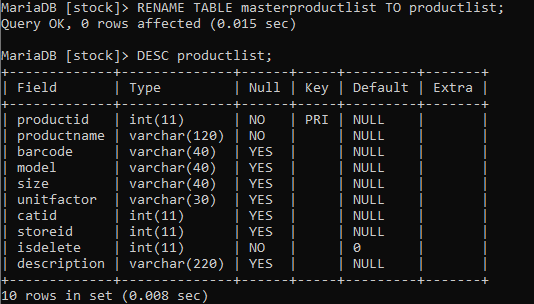 MariaDB [stock]> RENAME TABLE masterproductlist TO productlist;
Query OK, 0 rows affected (0.015 sec)
MariaDB [stock]> DESC productlist;
+-------------+--------------+------+-----+---------+-------+
| Field       | Type         | Null | Key | Default | Extra |
+-------------+--------------+------+-----+---------+-------+
| productid   | int(11)      | NO   | PRI | NULL    |       |
| productname | varchar(120) | NO   |     | NULL    |       |
| barcode     | varchar(40)  | YES  |     | NULL    |       |
| model       | varchar(40)  | YES  |     | NULL    |       |
| size        | varchar(40)  | YES  |     | NULL    |       |
| unitfactor  | varchar(30)  | YES  |     | NULL    |       |
| catid       | int(11)      | YES  |     | NULL    |       |
| storeid     | int(11)      | YES  |     | NULL    |       |
| isdelete    | int(11)      | NO   |     | 0       |       |
| description | varchar(220) | YES  |     | NULL    |       |
+-------------+--------------+------+-----+---------+-------+
10 rows in set (0.008 sec)